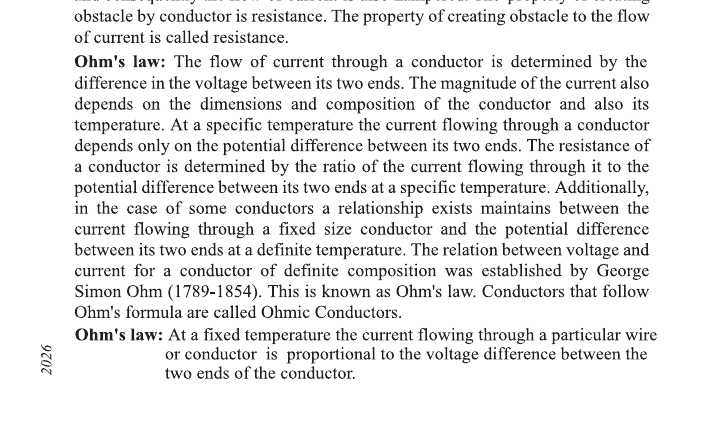 obstacle by conductor is resistance. The property of creating obstacle to the flow
of current is called resistance.
Ohm's law: The flow of current through a conductor is determined by the
difference in the voltage between its two ends. The magnitude of the current also
depends on the dimensions and composition of the conductor and also its
temperature. At a specific temperature the current flowing through a conductor
depends only on the potential difference between its two ends. The resistance of
a conductor is determined by the ratio of the current flowing through it to the
potential difference between its two ends at a specific temperature. Additionally,
in the case of some conductors a relationship exists maintains between the
current flowing through a fixed size conductor and the potential difference
between its two ends at a definite temperature. The relation between voltage and
current for a conductor of definite composition was established by George
Simon Ohm (1789-1854). This is known as Ohm's law. Conductors that follow
Ohm's formula are called Ohmic Conductors.
Ohm's law: At a fixed temperature the current flowing through a particular wire
or conductor is proportional to the voltage difference between the
two ends of the conductor.
2026